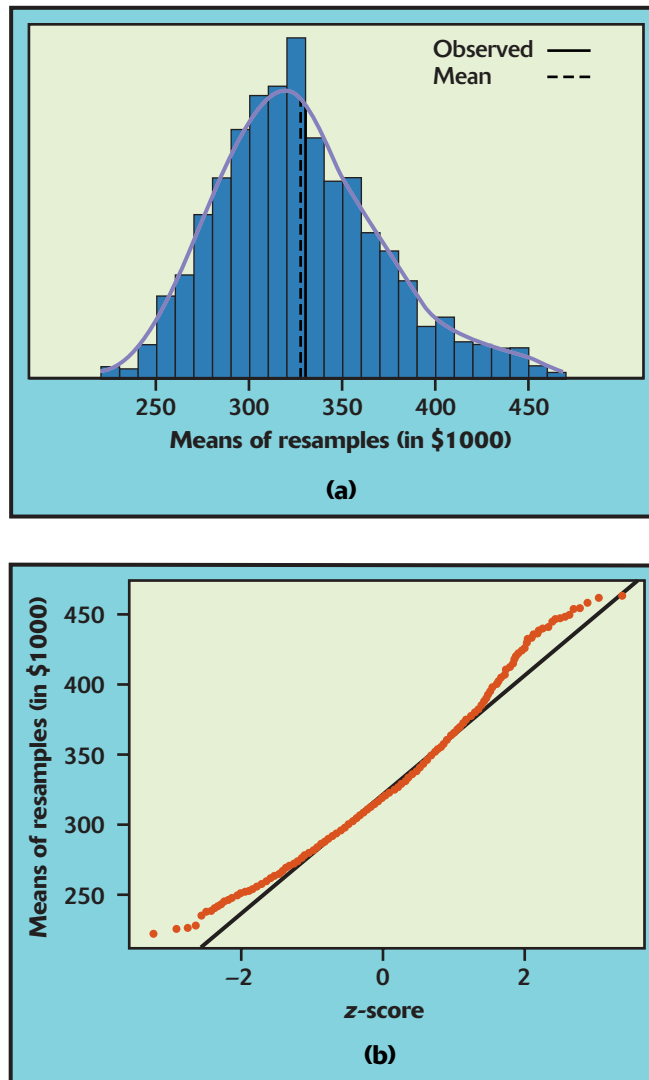 Observed
Mean
250 300 350 400 450
Means of resamples (in $1000)
(a)
Means of resamples (in $1000)
450
400
350
300
250
−2 0 2
z-score
(b)